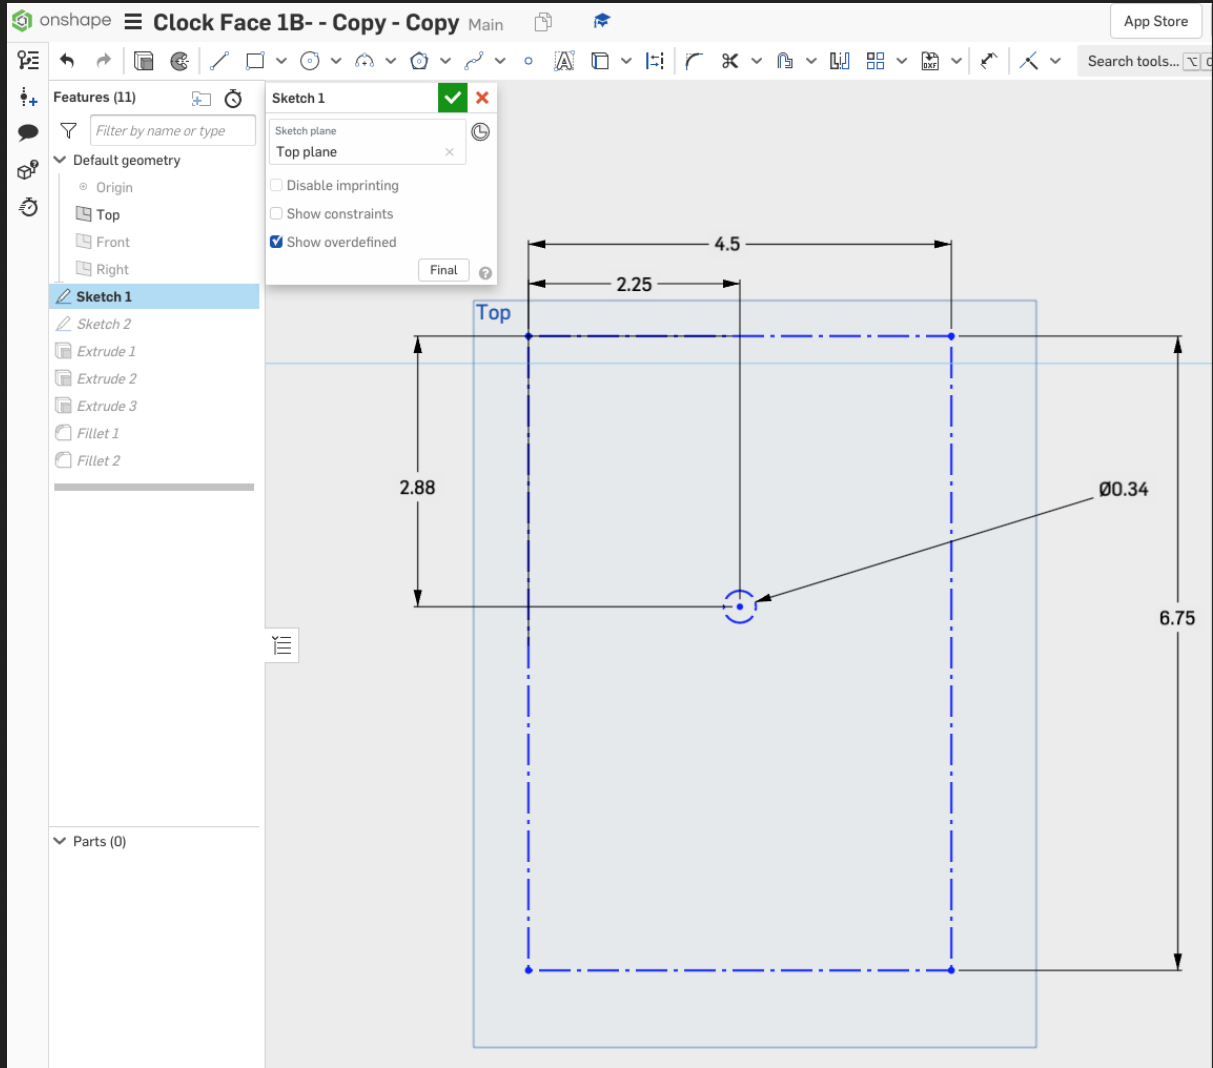 onshape Clock Face 1B- - Copy - Copy Main App Store
DXF Search tools... ⌥
Features (11)
Filter by name or type
Default geometry
Origin
Top
Front
Right
Sketch 1
Sketch 2
Extrude 1
Extrude 2
Extrude 3
Fillet 1
Fillet 2
Parts (0)
Sketch 1
Sketch plane
Top plane
Disable imprinting
Show constraints
Show overdefined
Final
4.5
2.25
Top
2.88
Ø0.34
6.75